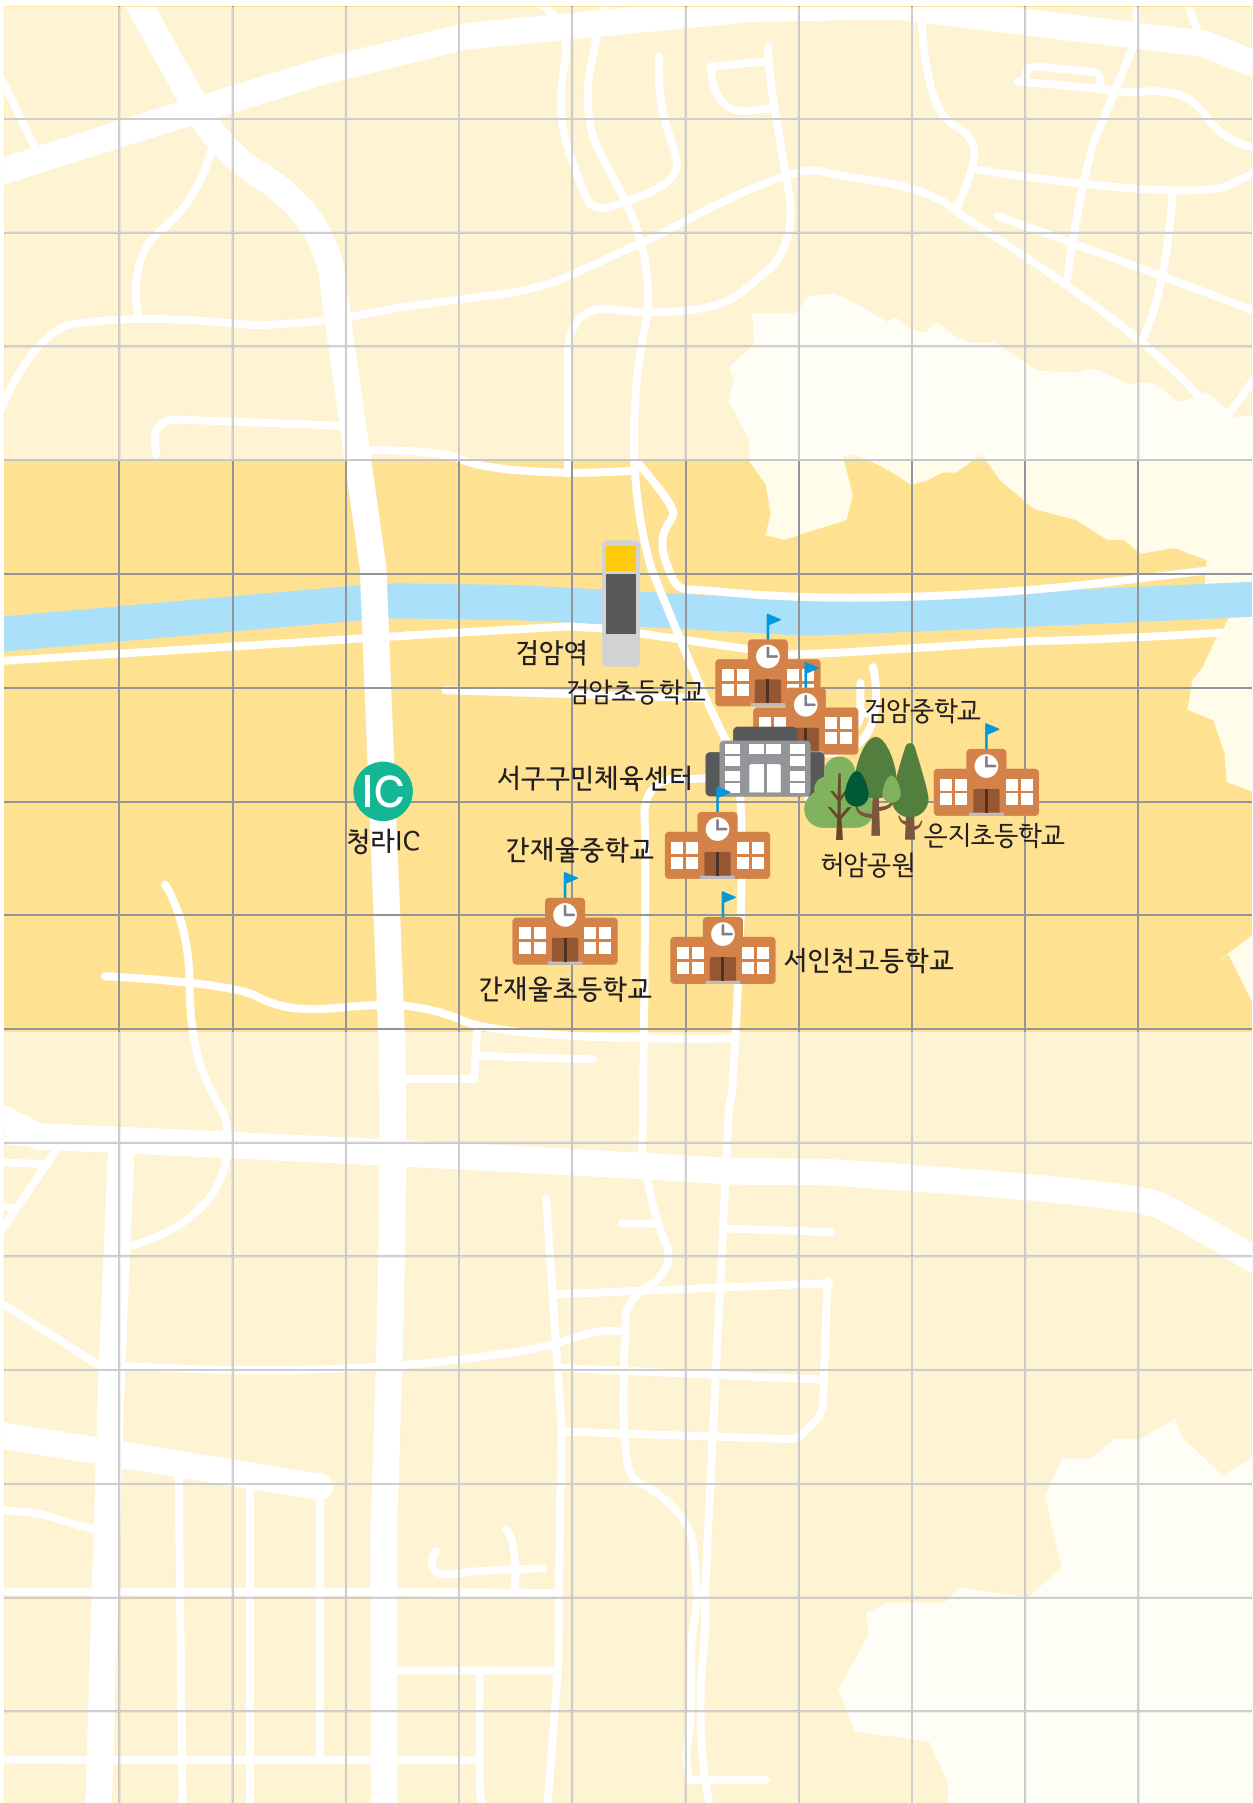 검암역
검암초등학교
검암중학교
서구구민체육센터
IC
청라IC
은지초등학교
간재울중학교
허암공원
서인천고등학교
간재울초등학교